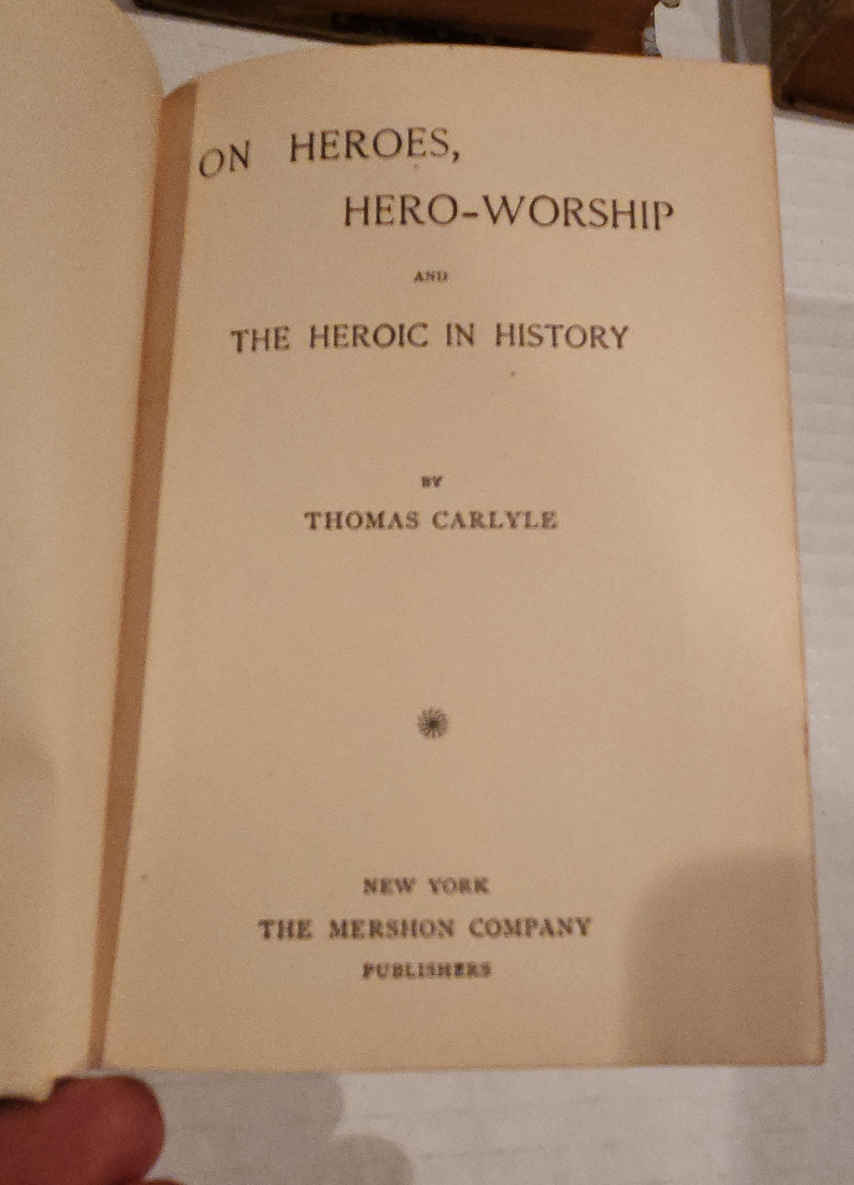 ON HEROES,
HERO-WORSHIP
AND
THE HEROIC IN HISTORY
BY
THOMAS CARLYLE
NEW YORK
THE MERSHON COMPANY
PUBLISHERS